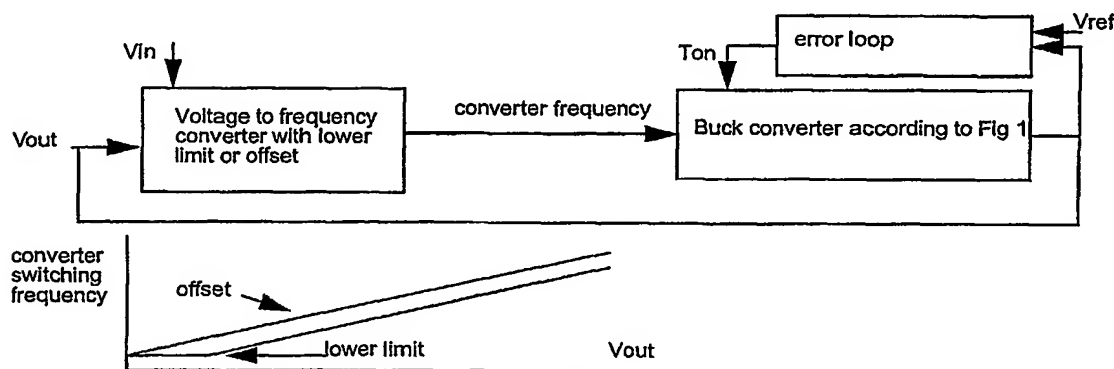 Vin
Vout
Voltage to frequency
converter with lower
limit or offset
converter frequency
Ton
error loop
Vref
Buck converter according to Fig 1
converter
switching
frequency
offset
lower limit
Vout